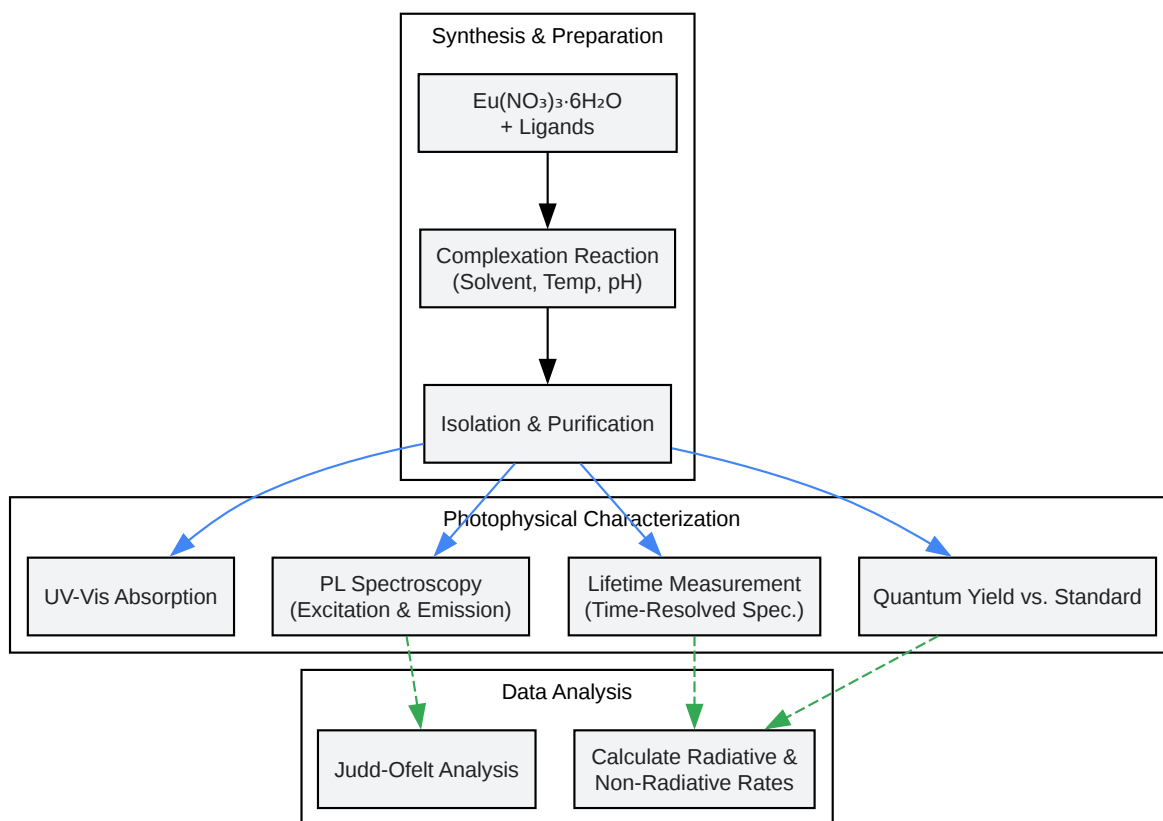 Synthesis & Preparation
Eu(NO₃)₃·6H₂O
+ Ligands
Complexation Reaction
(Solvent, Temp, pH)
Isolation & Purification
Photophysical Characterization
UV-Vis Absorption
PL Spectroscopy
(Excitation & Emission)
Lifetime Measurement
(Time-Resolved Spec.)
Quantum Yield vs. Standard
Data Analysis
Judd-Ofelt Analysis
Calculate Radiative &
Non-Radiative Rates